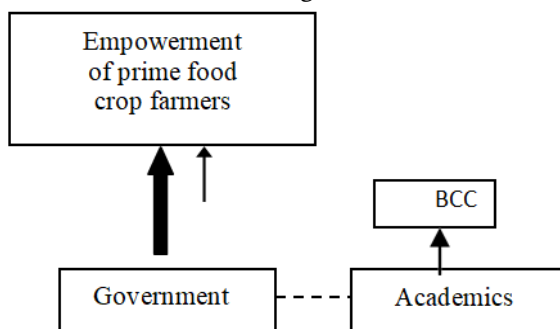 Empowerment
of prime food
crop farmers
BCC
Government
Academics